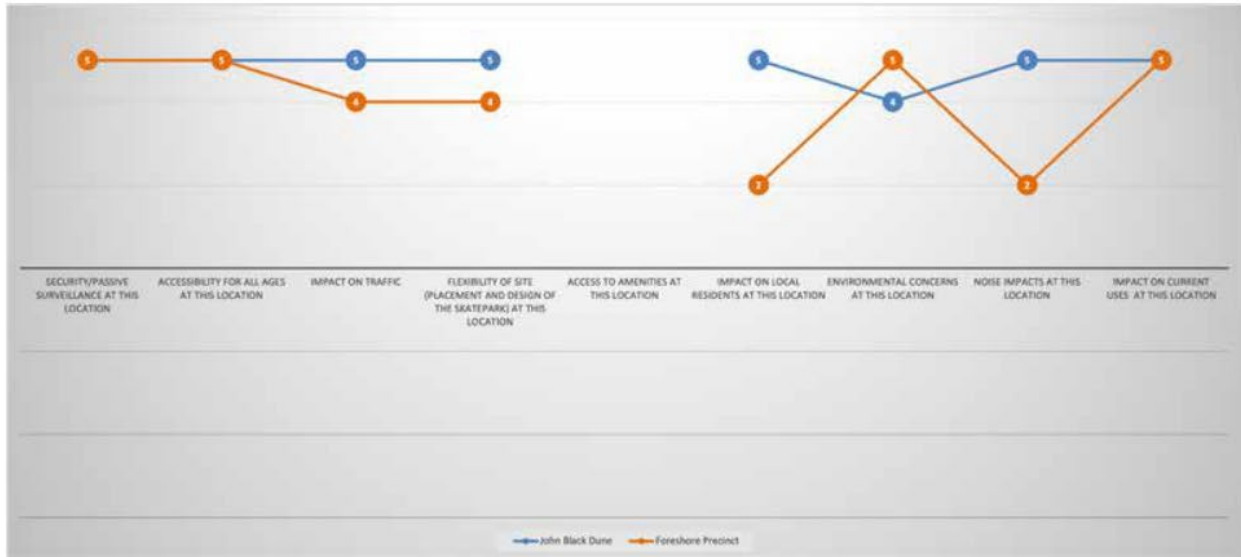 5 5 5 5 5 5 5
4 4 4
2 2
SECURITY/PASSIVE
SURVEILLANCE AT THIS
LOCATION
ACCESSIBILITY FOR ALL AGES
AT THIS LOCATION
IMPACT ON TRAFFIC
FLEXIBILITY OF SITE
(PLACEMENT AND DESIGN OF
THE SKATEPARK) AT THIS
LOCATION
ACCESS TO AMENITIES AT
THIS LOCATION
IMPACT ON LOCAL
RESIDENTS AT THIS LOCATION
ENVIRONMENTAL CONCERNS
AT THIS LOCATION
NOISE IMPACTS AT THIS
LOCATION
IMPACT ON CURRENT
USES AT THIS LOCATION
John Black Dune Foreshore Precinct